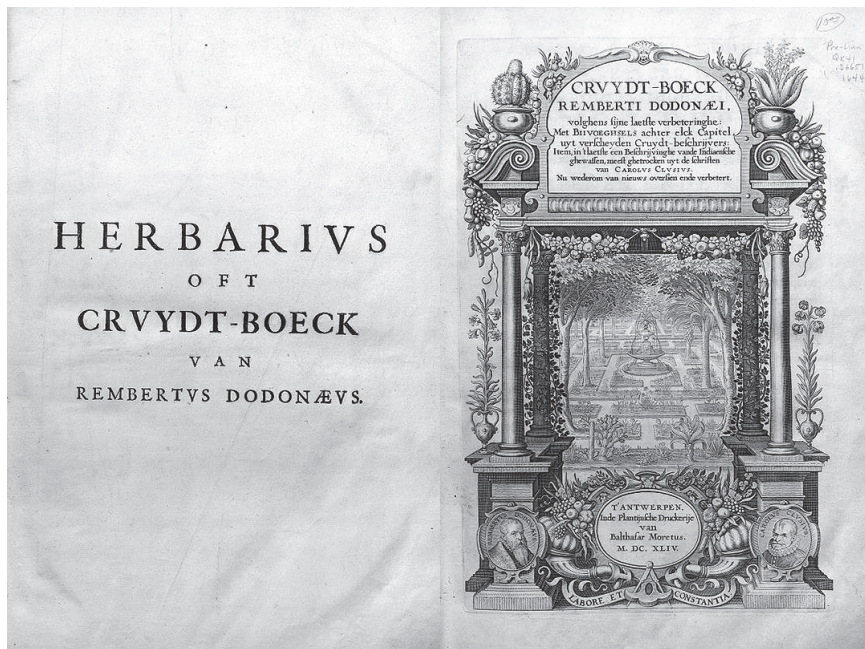 HERBARIVS
OFT
CRVYDT-BOECK
VAN
REMBERTVS DODONÆVS.
CRVYDT-BOECK
REMBERTI DODONÆI,
volghens sijne laetste verbeteringhe:
Met BIIVOEGHSELS achter elck Capitel
uyt verscheyden Cruydt-beschrijvers:
Item, in 't laetste een Beschrijvinghe vande Indiaensche
ghewassen, meest ghetrocken uyt de schriften
van CAROLVS CLVSIVS.
Nu wederom van nieuws oversien ende verbetert.
T'ANTWERPEN,
Inde Plantijnsche Druckerije
van
Balthasar Moretus.
M. DC. XLIV.
LABORE ET CONSTANTIA